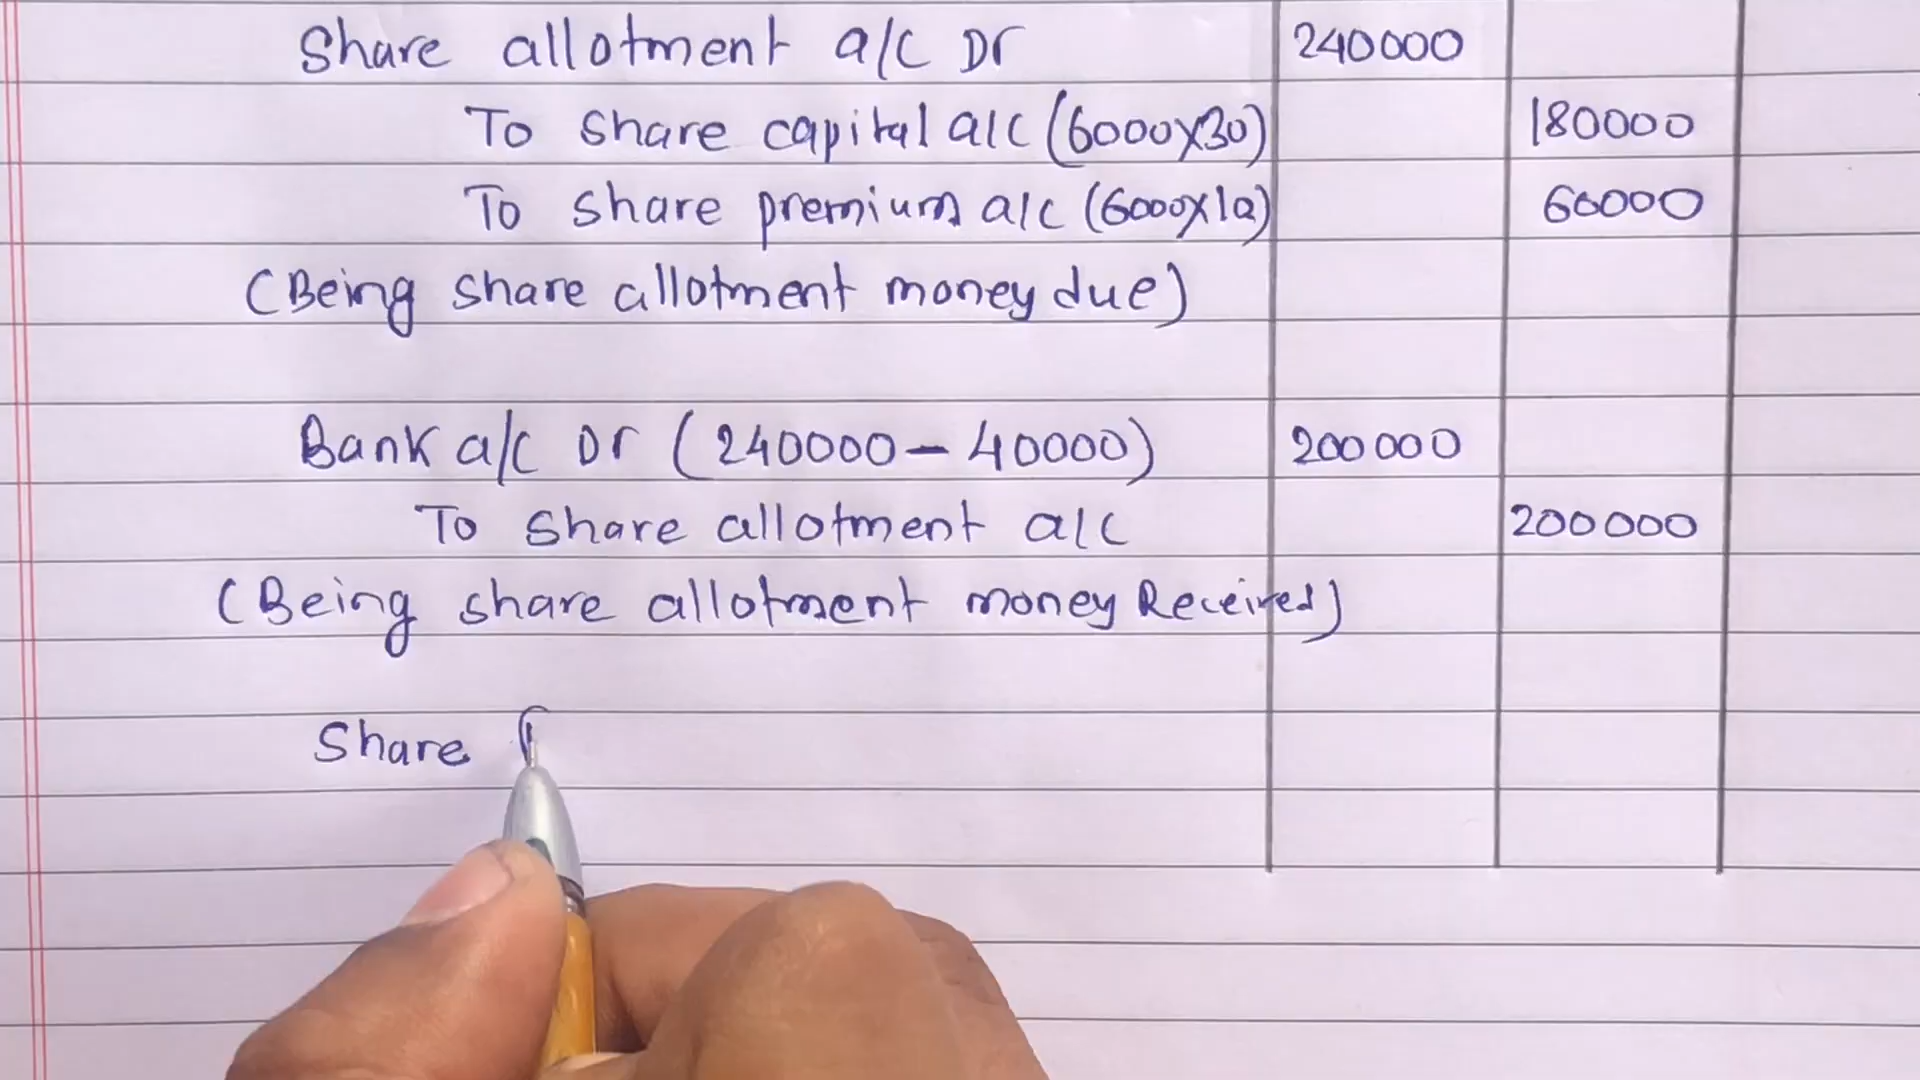 Share allotment a/c Dr 240000
To share capital a/c (6000x30) 180000
To share premium a/c (6000x10) 60000
(Being share allotment money due)
Bank a/c Dr (240000-40000) 200000
To share allotment a/c 200000
(Being share allotment money Received)
Share